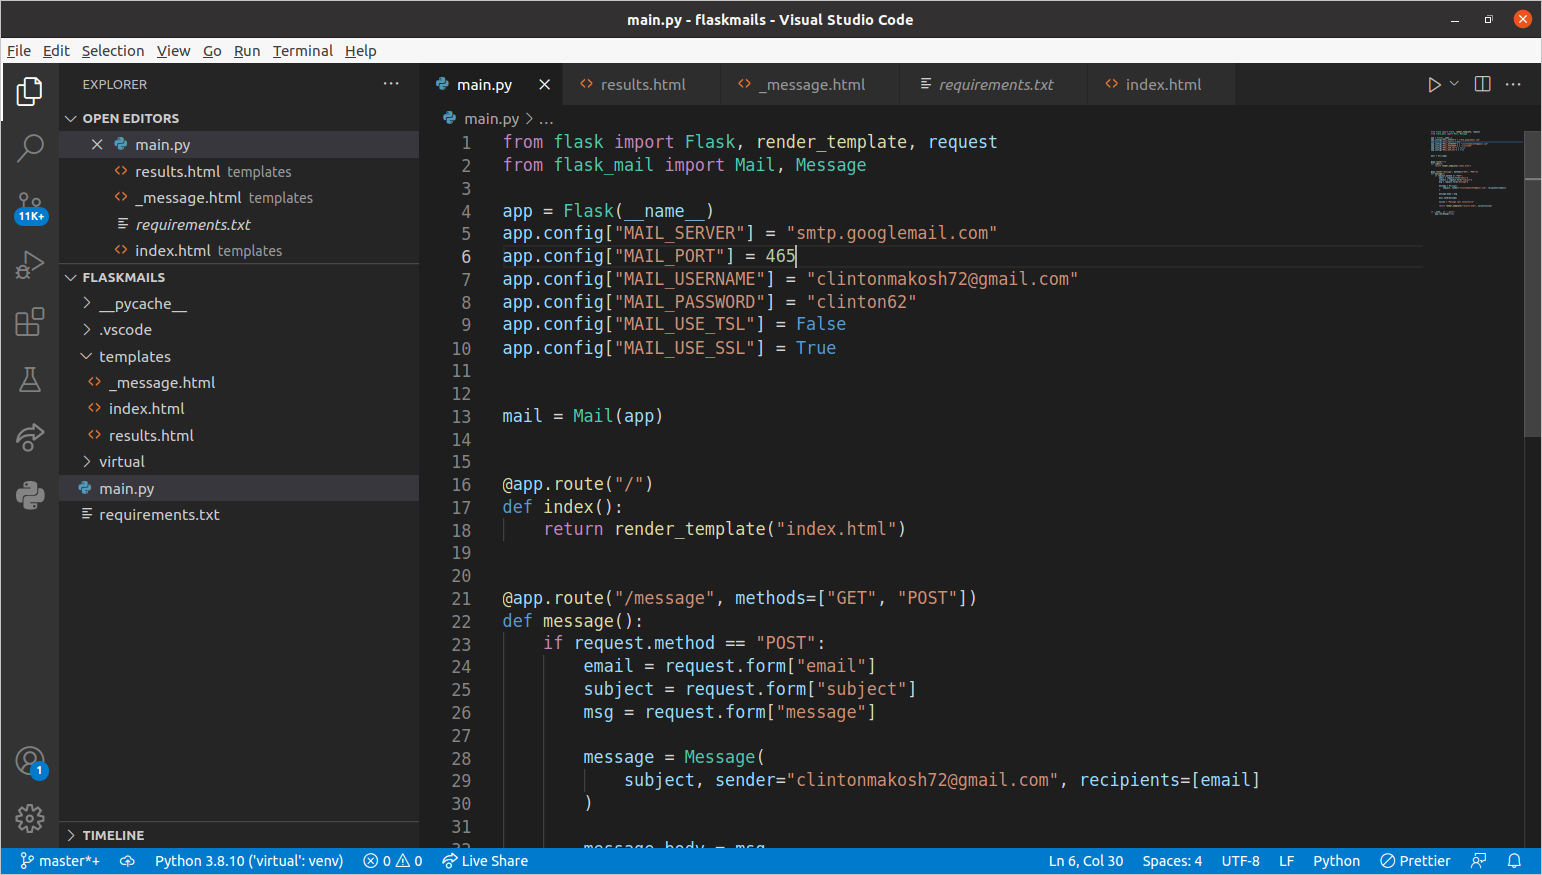 main.py - flaskmails - Visual Studio Code
File Edit Selection View Go Run Terminal Help
EXPLORER
OPEN EDITORS
main.py
results.html templates
_message.html templates
requirements.txt
index.html templates
FLASKMAILS
__pycache__
.vscode
templates
_message.html
index.html
results.html
virtual
main.py
requirements.txt
TIMELINE
11K+
1
main.py results.html _message.html requirements.txt index.html
main.py > ...
1 from flask import Flask, render_template, request
2 from flask_mail import Mail, Message
3
4 app = Flask(__name__)
5 app.config["MAIL_SERVER"] = "smtp.googlemail.com"
6 app.config["MAIL_PORT"] = 465
7 app.config["MAIL_USERNAME"] = "clintonmakosh72@gmail.com"
8 app.config["MAIL_PASSWORD"] = "clinton62"
9 app.config["MAIL_USE_TSL"] = False
10 app.config["MAIL_USE_SSL"] = True
11
12
13 mail = Mail(app)
14
15
16 @app.route("/")
17 def index():
18 return render_template("index.html")
19
20
21 @app.route("/message", methods=["GET", "POST"])
22 def message():
23 if request.method == "POST":
24 email = request.form["email"]
25 subject = request.form["subject"]
26 msg = request.form["message"]
27
28 message = Message(
29 subject, sender="clintonmakosh72@gmail.com", recipients=[email]
30 )
31
32 message.body = msg
master*+ Python 3.8.10 ('virtual': venv) 0 0 Live Share Ln 6, Col 30 Spaces: 4 UTF-8 LF Python Prettier